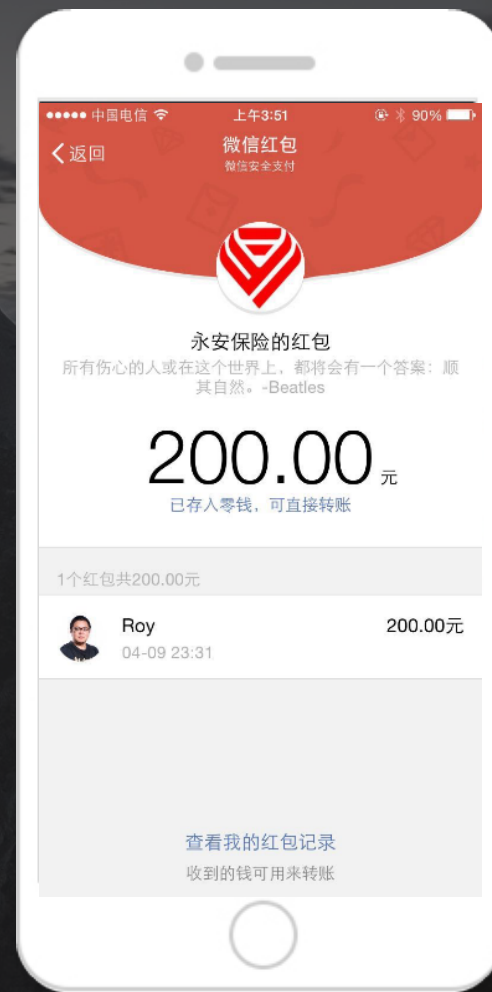 中国电信 上午3:51 90%
返回 微信红包
微信安全支付
永安保险的红包
所有伤心的人或在这个世界上，都将会有一个答案：顺
其自然。-Beatles
200.00 元
已存入零钱，可直接转账
1个红包共200.00元
Roy 200.00元
04-09 23:31
查看我的红包记录
收到的钱可用来转账